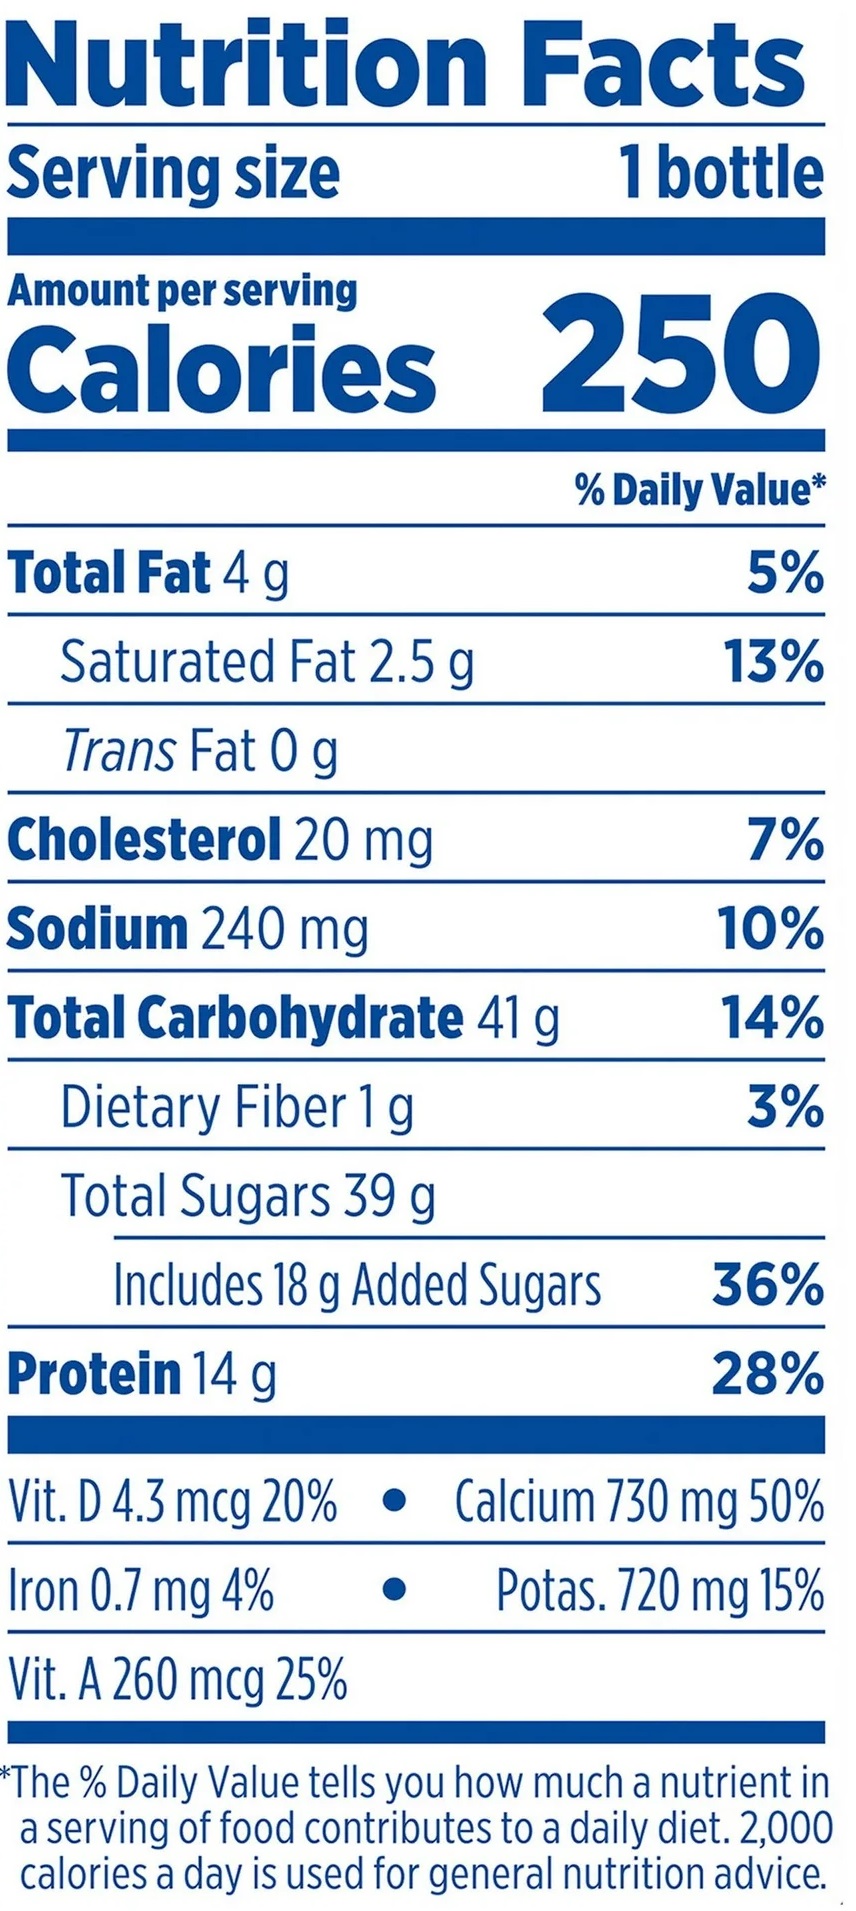 Nutrition Facts
Serving size 1 bottle
Amount per serving
Calories 250
% Daily Value*
Total Fat 4 g 5%
Saturated Fat 2.5 g 13%
Trans Fat 0 g
Cholesterol 20 mg 7%
Sodium 240 mg 10%
Total Carbohydrate 41 g 14%
Dietary Fiber 1 g 3%
Total Sugars 39 g
Includes 18 g Added Sugars 36%
Protein 14 g 28%
Vit. D 4.3 mcg 20% • Calcium 730 mg 50%
Iron 0.7 mg 4% • Potas. 720 mg 15%
Vit. A 260 mcg 25%
*The % Daily Value tells you how much a nutrient in
a serving of food contributes to a daily diet. 2,000
calories a day is used for general nutrition advice.